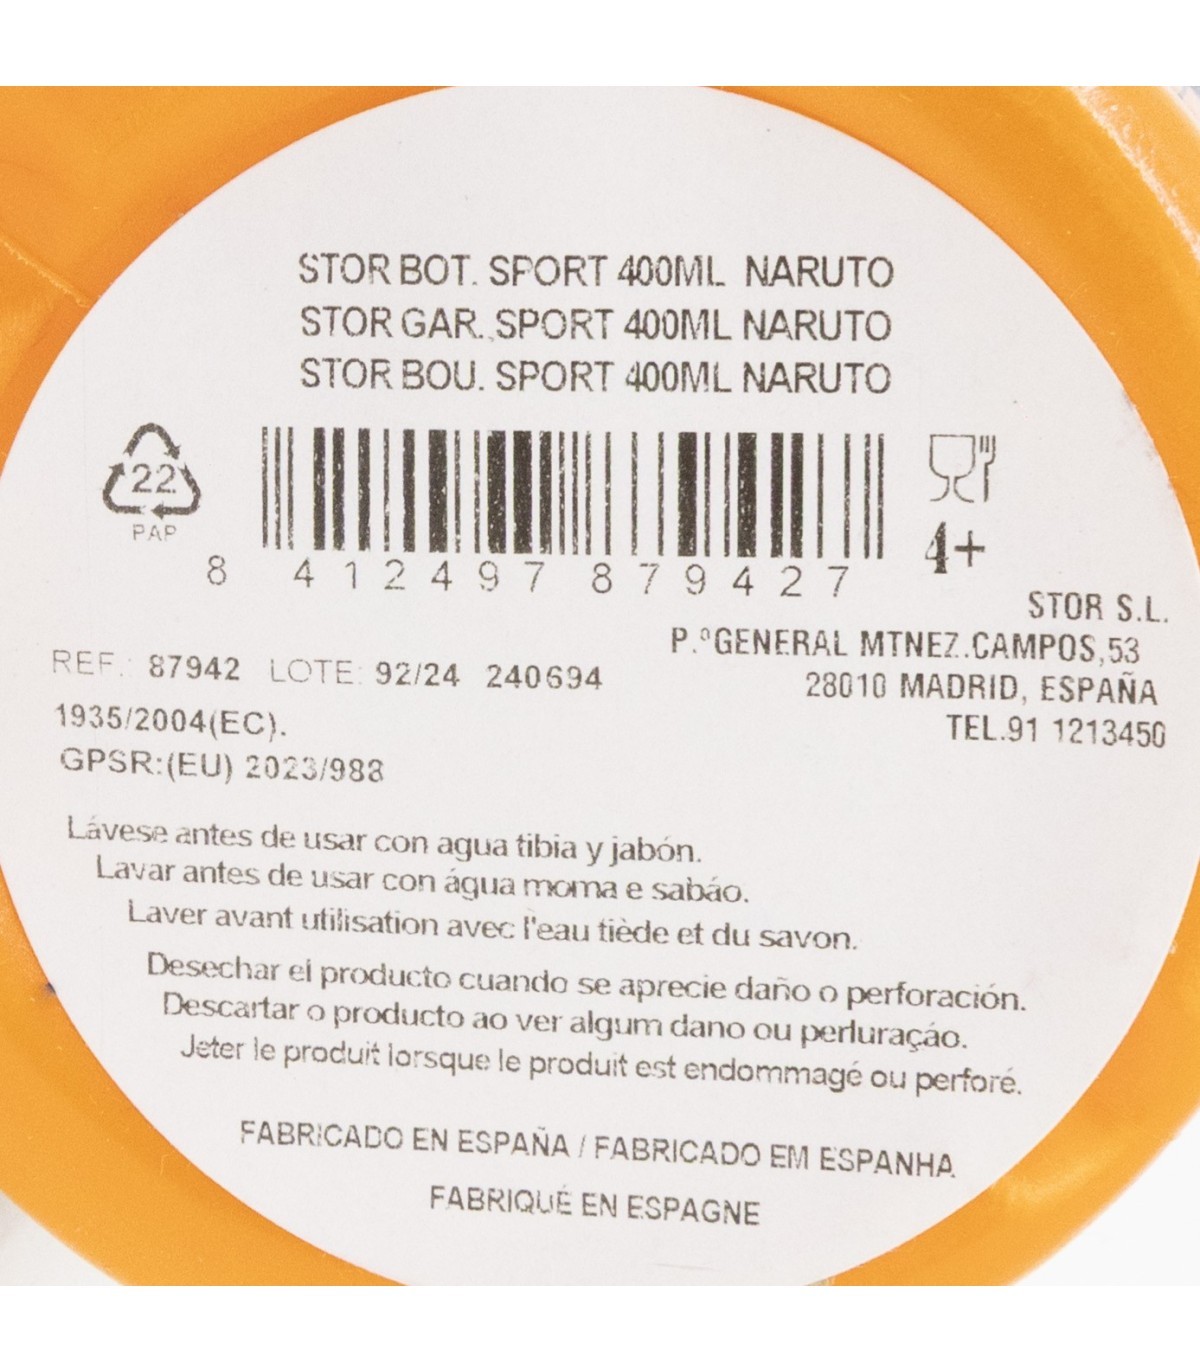 STOR BOT. SPORT 400ML NARUTO
STOR GAR. SPORT 400ML NARUTO
STOR BOU. SPORT 400ML NARUTO
22
PAP
8 412497 879427
4+
STOR S.L.
P.ºGENERAL MTNEZ.CAMPOS,53
28010 MADRID, ESPAÑA
TEL.91 1213450
REF.: 87942 LOTE: 92/24 240694
1935/2004(EC).
GPSR:(EU) 2023/988
Lávese antes de usar con agua tibia y jabón.
Lavar antes de usar con água moma e sabáo.
Laver avant utilisation avec l'eau tiède et du savon.
Desechar el producto cuando se aprecie daño o perforación.
Descartar o producto ao ver algum dano ou perluraçáo.
Jeter le produit lorsque le produit est endommagé ou perforé.
FABRICADO EN ESPAÑA / FABRICADO EM ESPANHA
FABRIQUÉ EN ESPAGNE